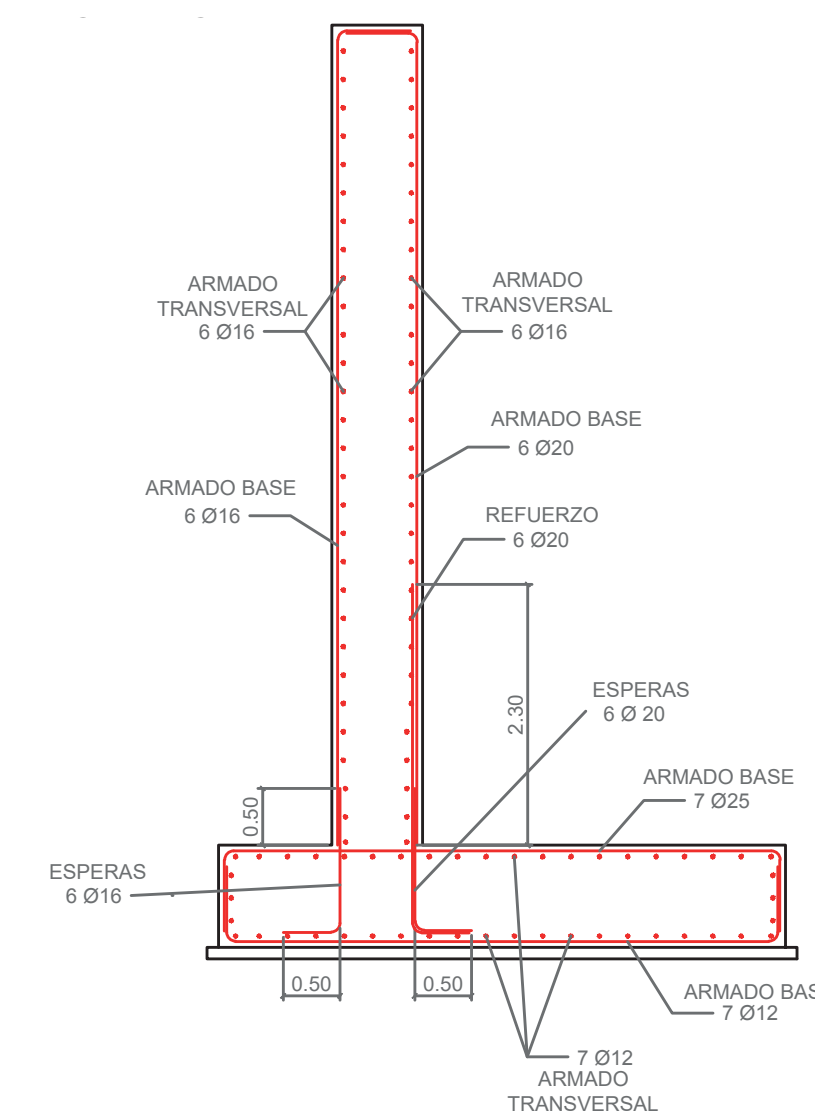 ARMADO
TRANSVERSAL
6 Ø16
ARMADO
TRANSVERSAL
6 Ø16
ARMADO BASE
6 Ø20
ARMADO BASE
6 Ø16
REFUERZO
6 Ø20
ESPERAS
6 Ø 20
2.30
ARMADO BASE
7 Ø25
0.50
ESPERAS
6 Ø16
0.50
0.50
ARMADO BAS
7 Ø12
7 Ø12
ARMADO
TRANSVERSAL